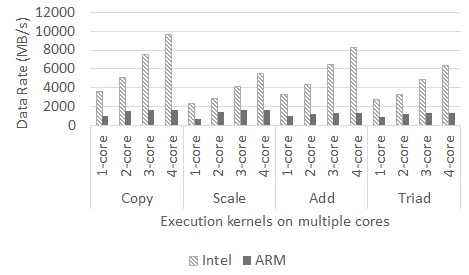 Data Rate (MB/s)
12000
10000
8000
6000
4000
2000
0
1-core
2-core
3-core
4-core
1-core
2-core
3-core
4-core
1-core
2-core
3-core
4-core
1-core
2-core
3-core
4-core
Copy Scale Add Triad
Execution kernels on multiple cores
Intel ARM